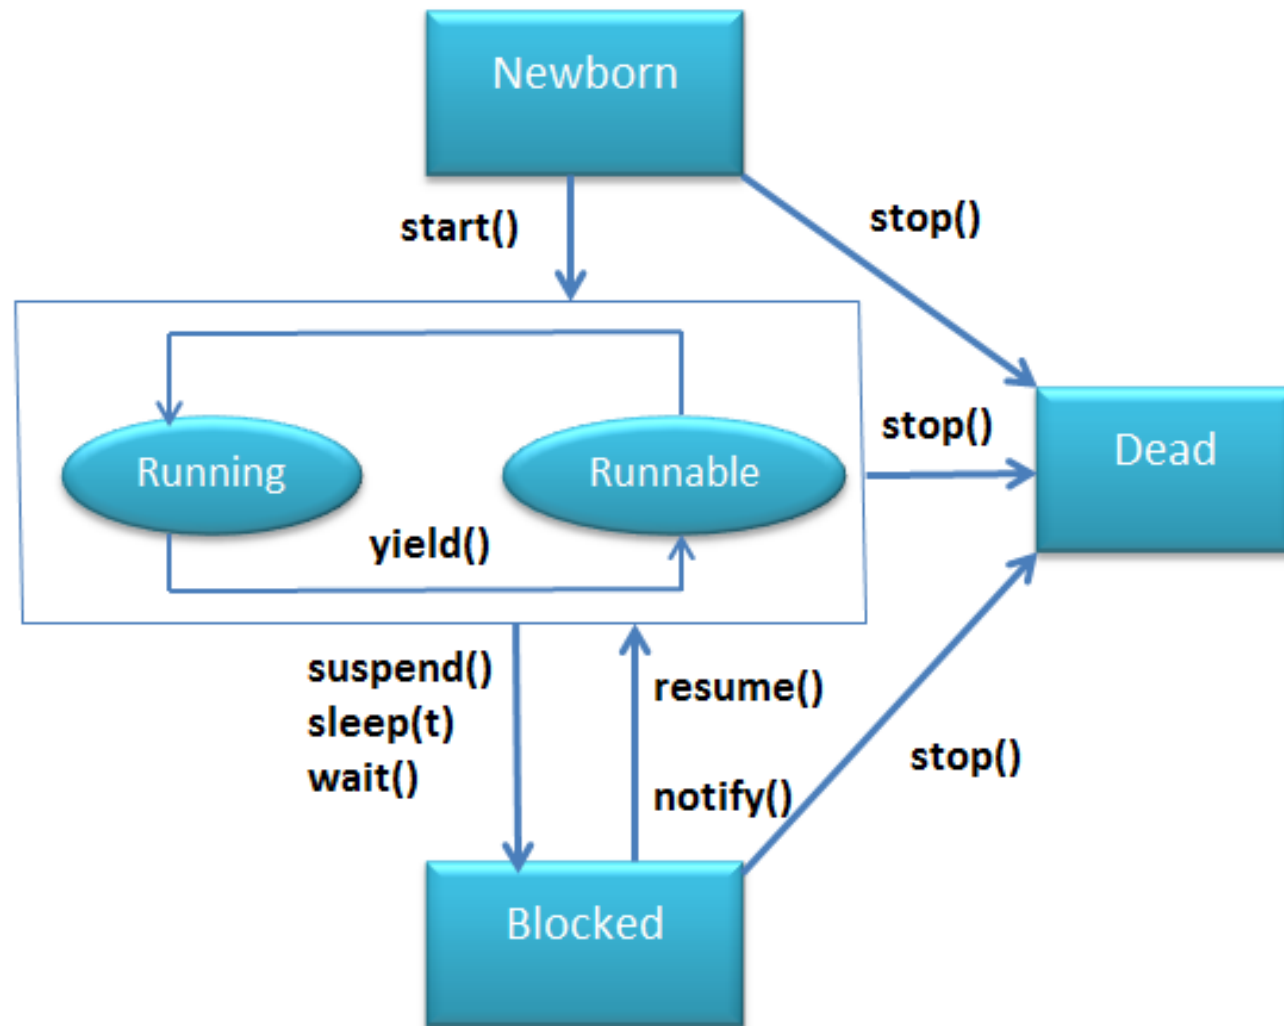 Newborn
start()
stop()
Running
Runnable
stop()
Dead
yield()
suspend()
sleep(t)
wait()
resume()
notify()
stop()
Blocked